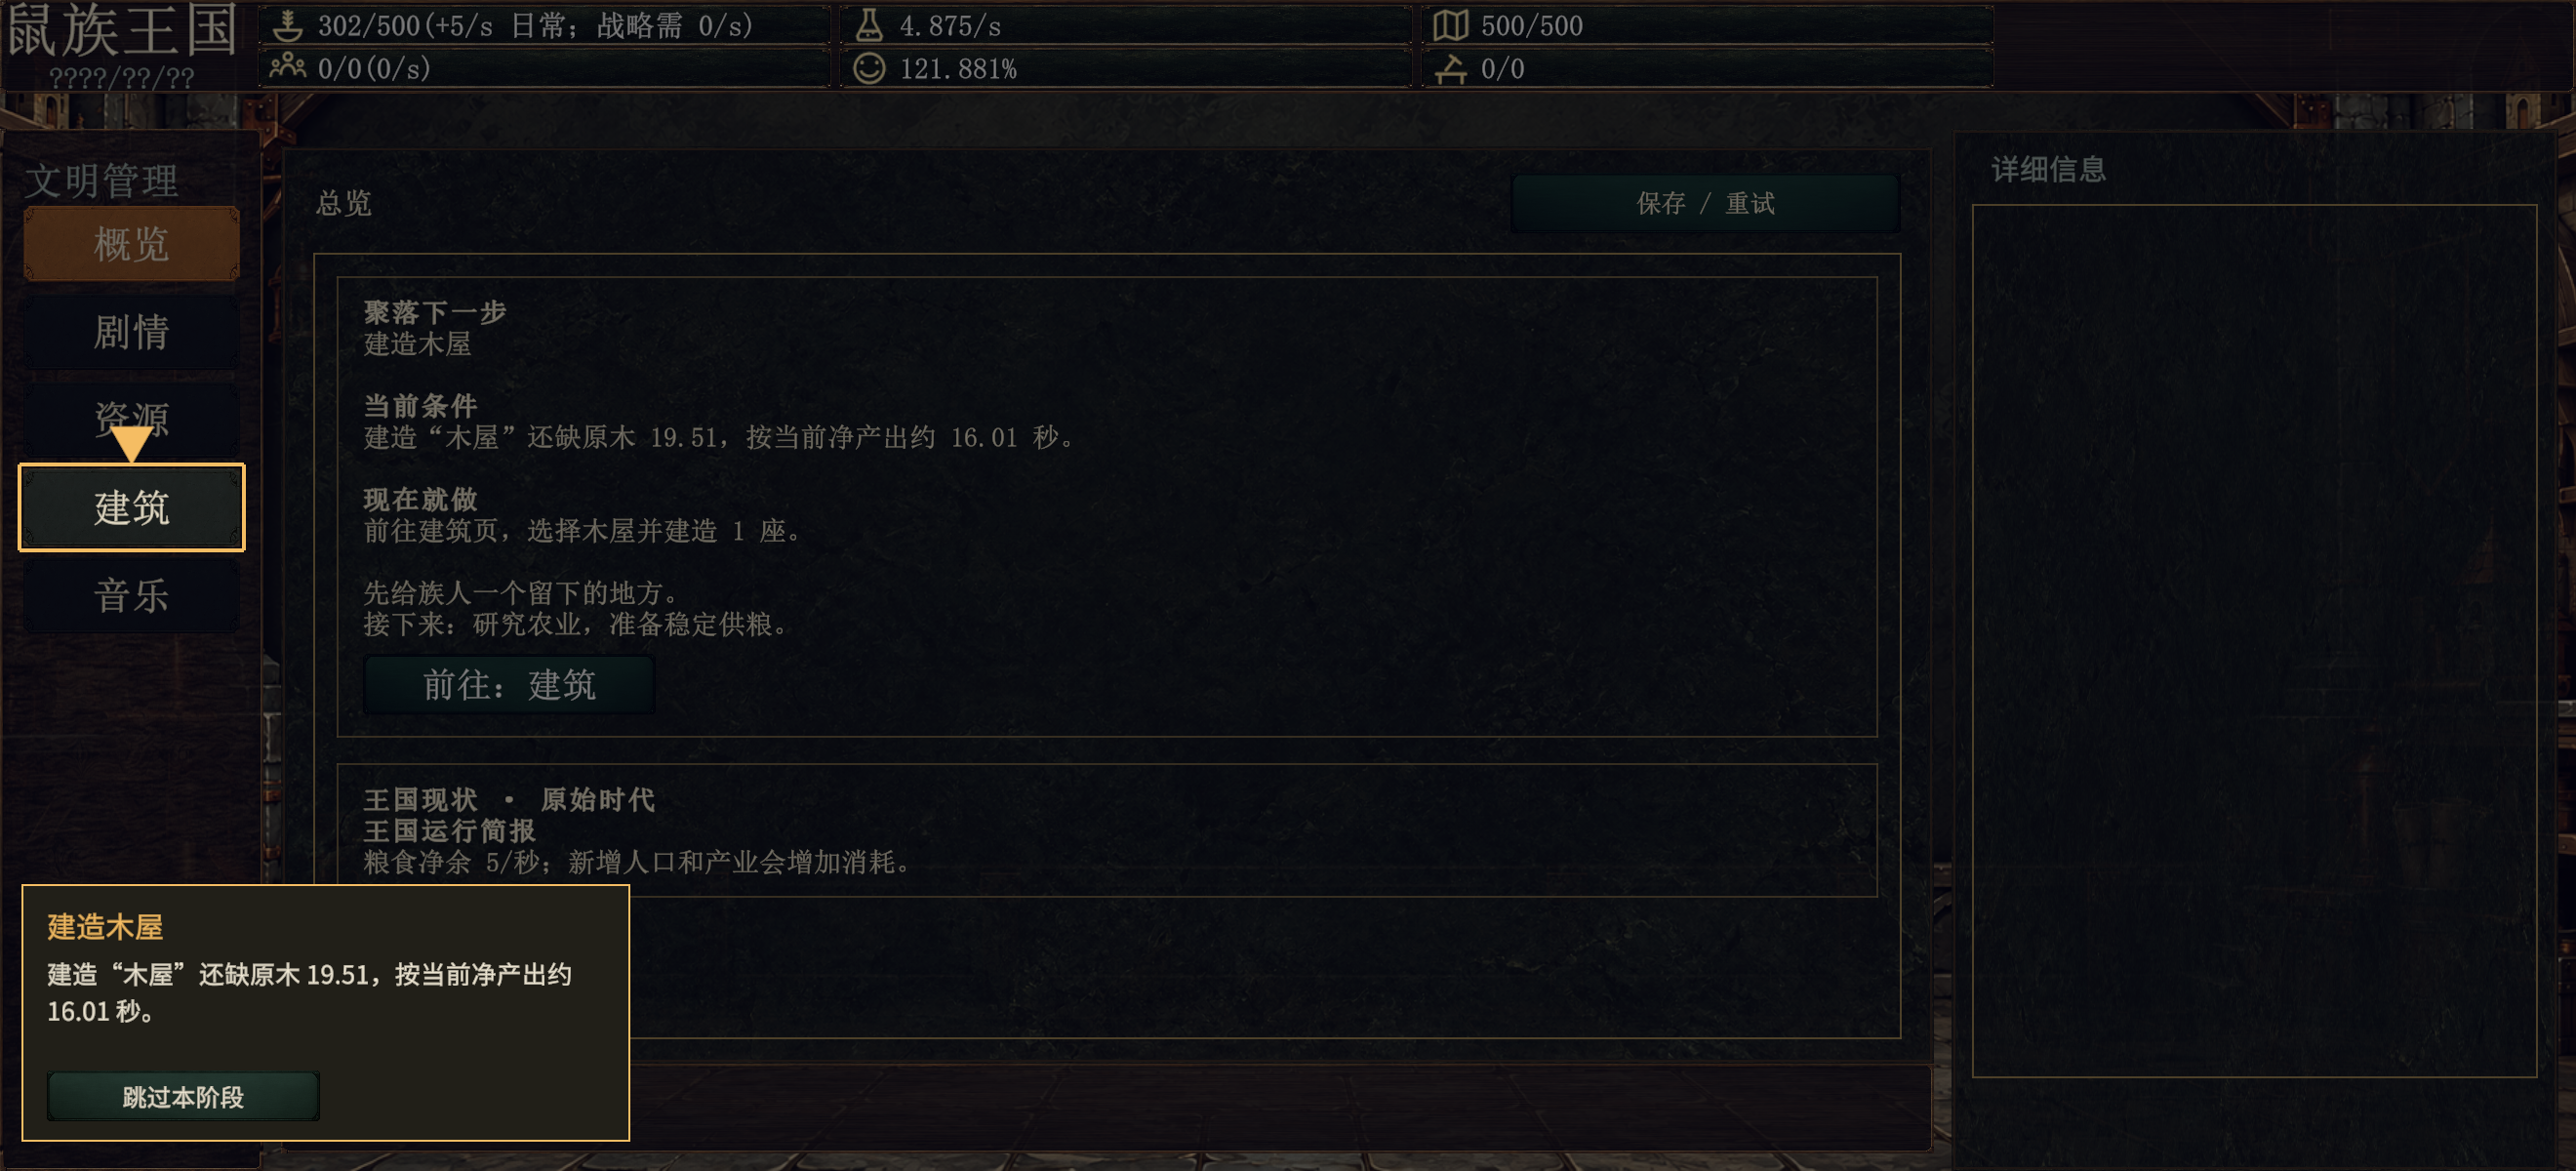 鼠族王国
????/??/??
302/500(+5/s 日常; 战略需 0/s)
4.875/s
500/500
0/0(0/s)
121.881%
0/0
文明管理
概览
剧情
资源
建筑
音乐
总览
保存 / 重试
聚落下一步
建造木屋
当前条件
建造“木屋”还缺原木 19.51，按当前净产出约 16.01 秒。
现在就做
前往建筑页，选择木屋并建造 1 座。
先给族人一个留下的地方。
接下来：研究农业，准备稳定供粮。
前往：建筑
王国现状 · 原始时代
王国运行简报
粮食净余 5/秒；新增人口和产业会增加消耗。
详细信息
建造木屋
建造“木屋”还缺原木 19.51，按当前净产出约
16.01 秒。
跳过本阶段